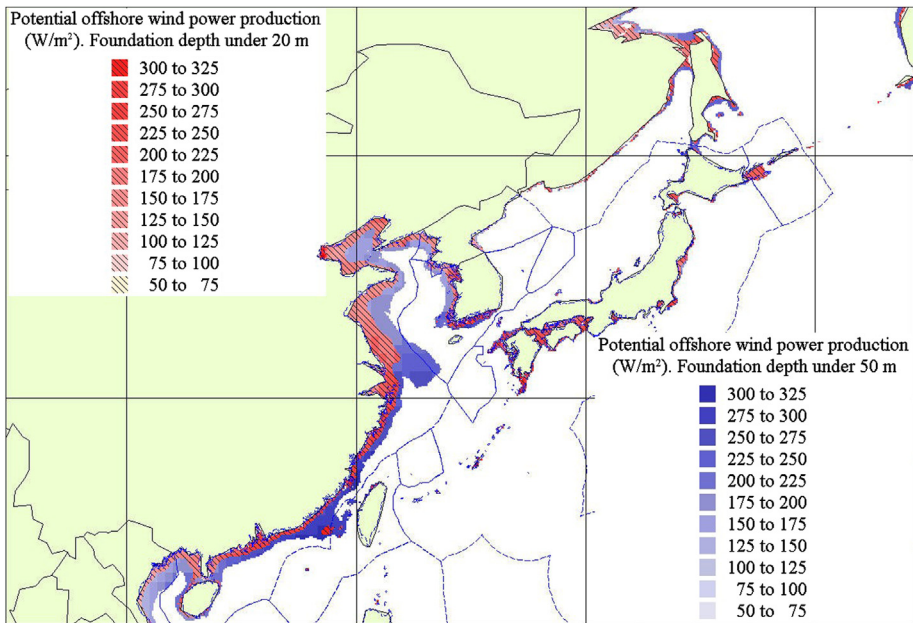 Potential offshore wind power production
(W/m²). Foundation depth under 20 m
300 to 325
275 to 300
250 to 275
225 to 250
200 to 225
175 to 200
150 to 175
125 to 150
100 to 125
75 to 100
50 to 75
Potential offshore wind power production
(W/m²). Foundation depth under 50 m
300 to 325
275 to 300
250 to 275
225 to 250
200 to 225
175 to 200
150 to 175
125 to 150
100 to 125
75 to 100
50 to 75